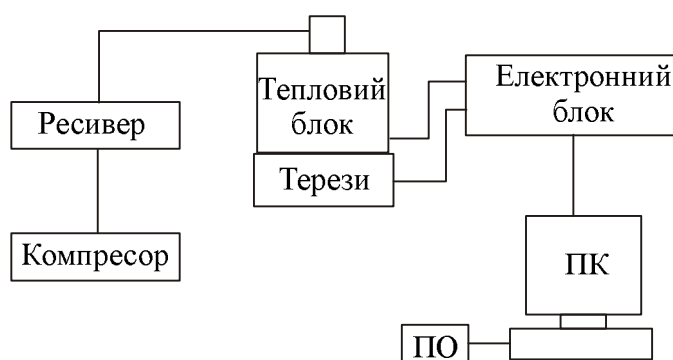 Тепловий
блок
Електронний
блок
Ресивер
Терези
Компресор
ПК
ПО